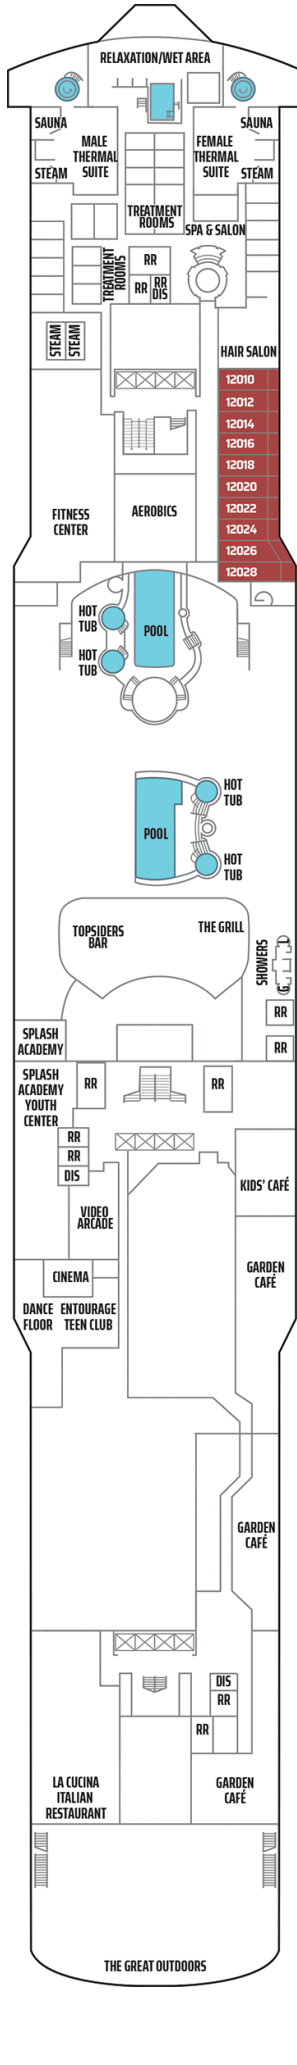 RELAXATION/WET AREA
SAUNA
SAUNA
MALE
THERMAL
SUITE
FEMALE
THERMAL
SUITE
STEAM
STEAM
TREATMENT
ROOMS
SPA & SALON
TREATMENT
ROOMS
RR
RR
RR
DIS
STEAM
STEAM
HAIR SALON
12010
12012
12014
12016
12018
12020
12022
12024
12026
12028
FITNESS
CENTER
AEROBICS
HOT
TUB
POOL
HOT
TUB
HOT
TUB
POOL
HOT
TUB
TOPSIDERS
BAR
THE GRILL
SHOWERS
L
G
RR
SPLASH
ACADEMY
RR
SPLASH
ACADEMY
YOUTH
CENTER
RR
RR
RR
RR
DIS
KIDS' CAFÉ
VIDEO
ARCADE
GARDEN
CAFÉ
CINEMA
DANCE
FLOOR
ENTOURAGE
TEEN CLUB
GARDEN
CAFÉ
DIS
RR
RR
LA CUCINA
ITALIAN
RESTAURANT
GARDEN
CAFÉ
THE GREAT OUTDOORS